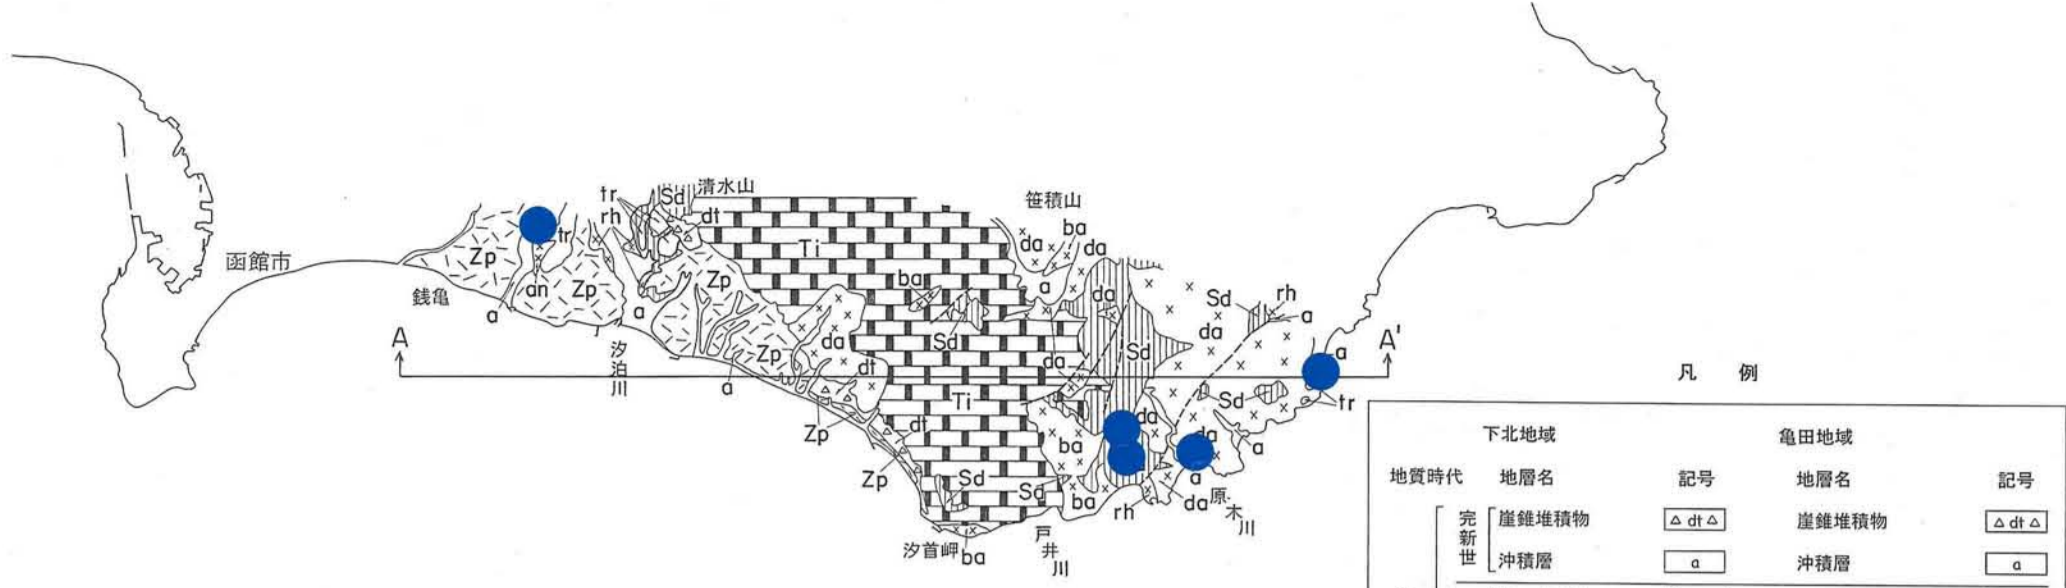 清水山
笹積山
tr
Sd
rh
dt
ba
da
da
tr
Ti
函館市
Zp
Zp
ba
a
da
Sd
rh
銭亀
an
Zp
a
a
a
Sd
da
A
汐泊川
Zp
da
Sd
da
a
A'
dt
a
Ti
Sd
tr
Zp
dt
ba
da
da
a
Zp
Sd
Sd
ba
a
da
rh
原木川
汐首岬
ba
戸井川
凡 例
下北地域 亀田地域
地質時代 地層名 記号 地層名 記号
完新世
崖錐堆積物 △ dt △ 崖錐堆積物 △ dt △
沖積層 a 沖積層 a